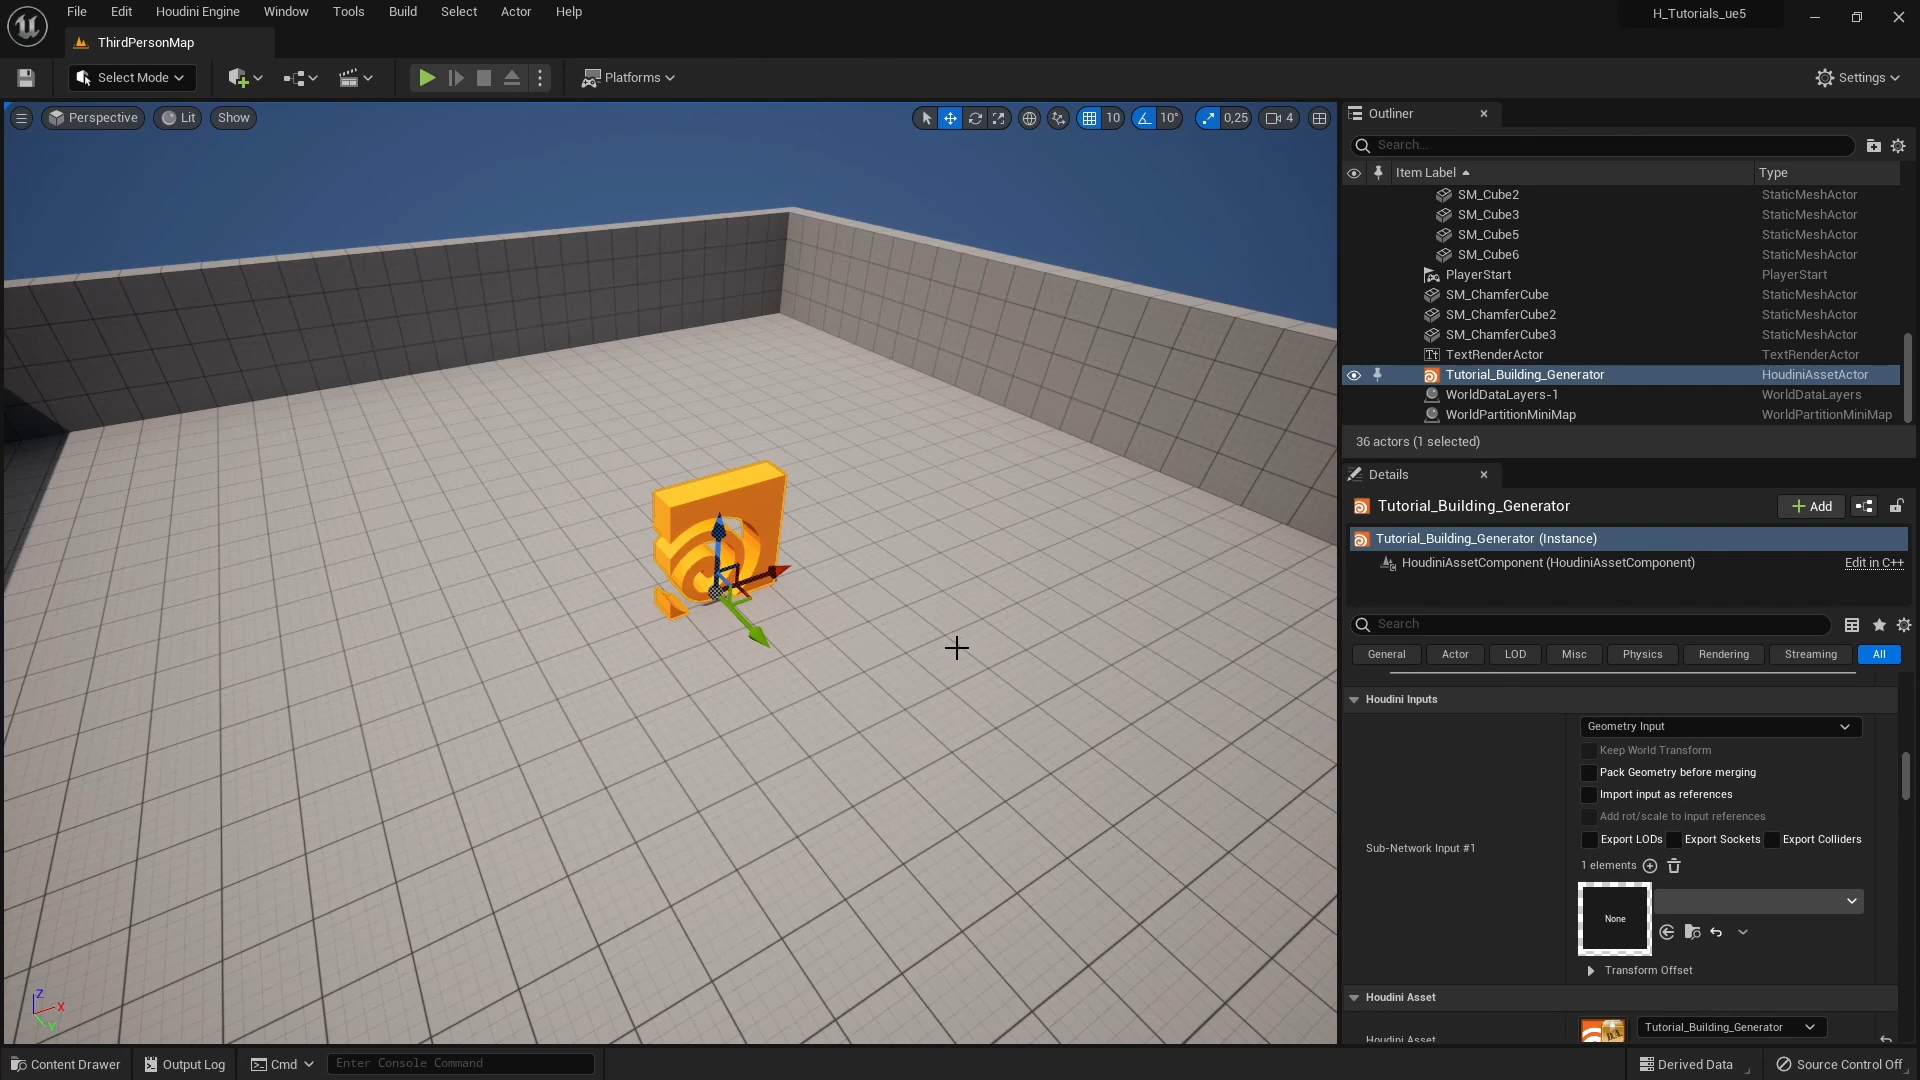 File Edit Houdini Engine Window Tools Build Select Actor Help H_Tutorials_ue5
ThirdPersonMap
Select Mode Platforms Settings
Perspective Lit Show 10 10° 0,25 4
Outliner
Search...
Item Label Type
SM_Cube2 StaticMeshActor
SM_Cube3 StaticMeshActor
SM_Cube5 StaticMeshActor
SM_Cube6 StaticMeshActor
PlayerStart PlayerStart
SM_ChamferCube StaticMeshActor
SM_ChamferCube2 StaticMeshActor
SM_ChamferCube3 StaticMeshActor
Tt TextRenderActor TextRenderActor
Tutorial_Building_Generator HoudiniAssetActor
WorldDataLayers-1 WorldDataLayers
WorldPartitionMiniMap WorldPartitionMiniMap
36 actors (1 selected)
Details
Tutorial_Building_Generator Add
Tutorial_Building_Generator (Instance)
HoudiniAssetComponent (HoudiniAssetComponent) Edit in C++
Search
General Actor LOD Misc Physics Rendering Streaming All
Houdini Inputs
Geometry Input
Keep World Transform
Pack Geometry before merging
Import input as references
Add rot/scale to input references
Export LODs Export Sockets Export Colliders
Sub-Network Input #1
1 elements
None
Transform Offset
Houdini Asset
Houdini Asset Tutorial_Building_Generator
Z
X
Y
Content Drawer Output Log Cmd Enter Console Command Derived Data Source Control Off